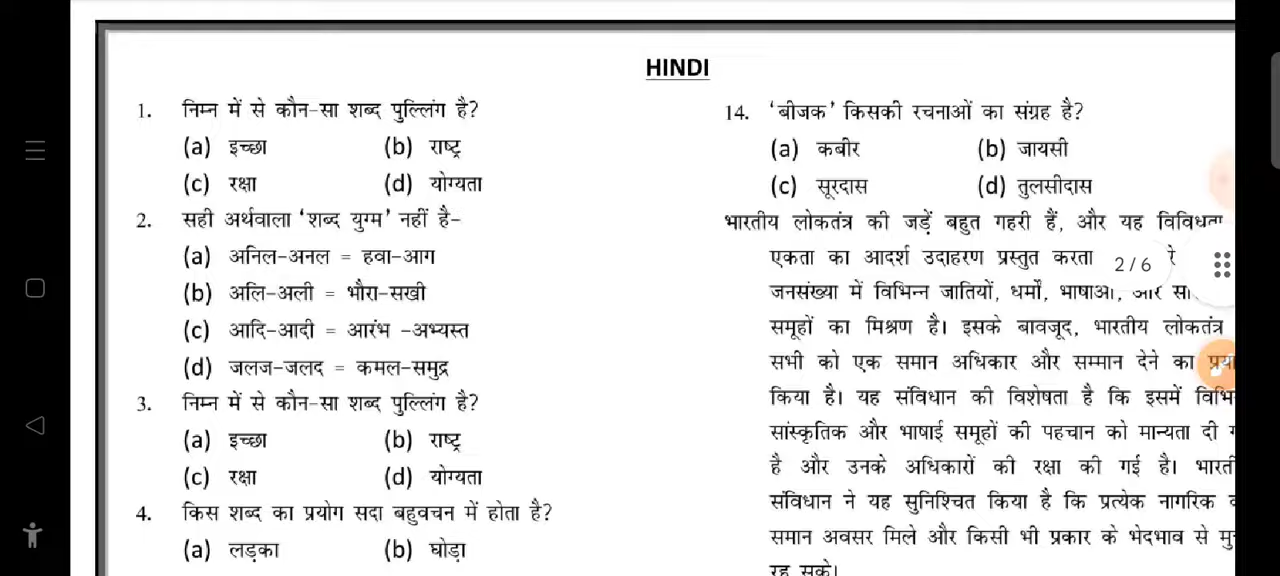 HINDI
1. निम्न में से कौन-सा शब्द पुल्लिंग है?
(a) इच्छा (b) राष्ट्र
(c) रक्षा (d) योग्यता
2. सही अर्थवाला ‘शब्द युग्म’ नहीं है-
(a) अनिल-अनल = हवा-आग
(b) अलि-अली = भौरा-सखी
(c) आदि-आदी = आरंभ -अभ्यस्त
(d) जलज-जलद = कमल-समुद्र
3. निम्न में से कौन-सा शब्द पुल्लिंग है?
(a) इच्छा (b) राष्ट्र
(c) रक्षा (d) योग्यता
4. किस शब्द का प्रयोग सदा बहुवचन में होता है?
(a) लड़का (b) घोड़ा
14. ‘बीजक’ किसकी रचनाओं का संग्रह है?
(a) कबीर (b) जायसी
(c) सूरदास (d) तुलसीदास
भारतीय लोकतंत्र की जड़ें बहुत गहरी हैं, और यह विविधता
एकता का आदर्श उदाहरण प्रस्तुत करता
2/6
जनसंख्या में विभिन्न जातियों, धर्मों, भाषाओं, और
समूहों का मिश्रण है। इसके बावजूद, भारतीय लोकतंत्र
सभी को एक समान अधिकार और सम्मान देने का
किया है। यह संविधान की विशेषता है कि इसमें
सांस्कृतिक और भाषाई समूहों की पहचान को मान्यता दी
है और उनके अधिकारों की रक्षा की गई है।
संविधान ने यह सुनिश्चित किया है कि प्रत्येक नागरिक
समान अवसर मिले और किसी भी प्रकार के भेदभाव से
रह सके।